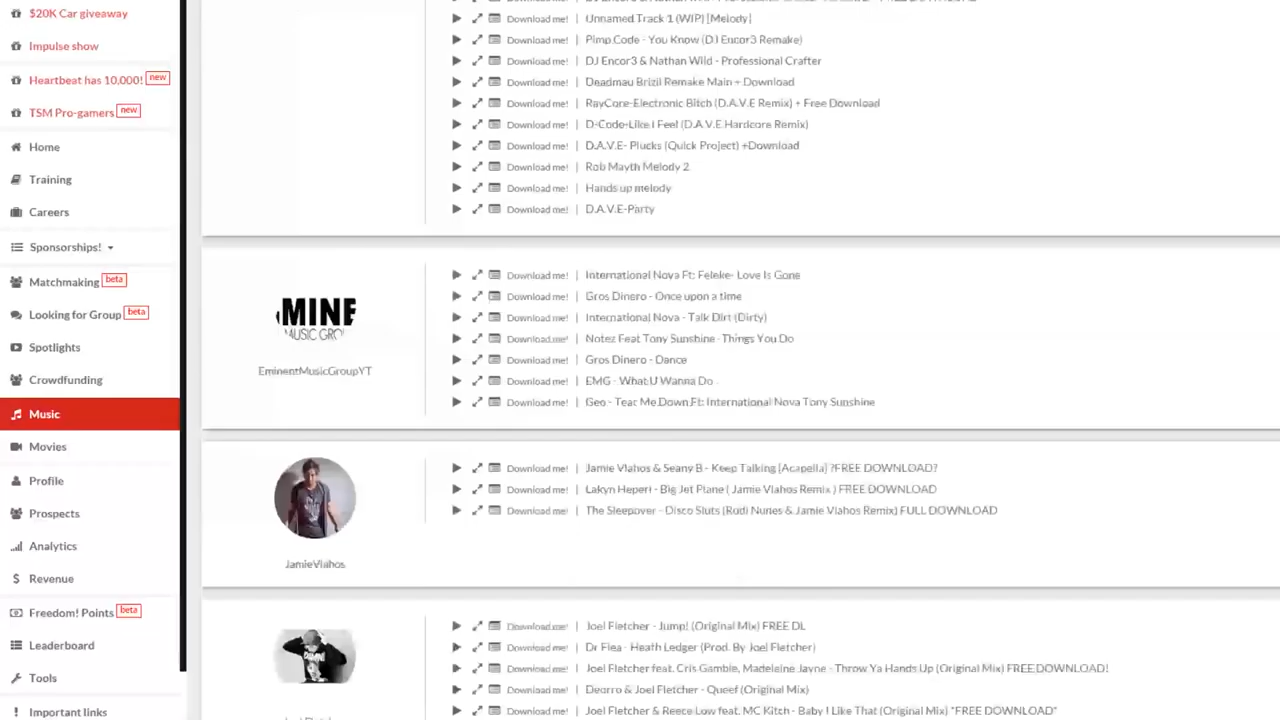 $20K Car giveaway
Impulse show
Heartbeat has 10,000! new
TSM Pro-gamers new
Home
Training
Careers
Sponsorships!
Matchmaking beta
Looking for Group beta
Spotlights
Crowdfunding
Music
Movies
Profile
Prospects
Analytics
Revenue
Freedom! Points beta
Leaderboard
Tools
Important links
Download me! | Unnamed Track 1 (WIP) [Melody]
Download me! | Pimp Code - You Know (DJ Encor3 Remake)
Download me! | DJ Encor3 & Nathan Wild - Professional Crafter
Download me! | Deadmau Brizil Remake Main + Download
Download me! | RayCore-Electronic Bitch (D.A.V.E Remix) + Free Download
Download me! | D-Code-Like I Feel (D.A.V.E.Hardcore Remix)
Download me! | D.A.V.E- Plucks (Quick Project) +Download
Download me! | Rob Mayth Melody 2
Download me! | Hands up melody
Download me! | D.A.V.E-Party
MINE
MUSIC GRO
EminentMusicGroupYT
Download me! | International Nova Ft: Feleke- Love Is Gone
Download me! | Gros Dinero - Once upon a time
Download me! | International Nova - Talk Dirt (Dirty)
Download me! | Notez Feat Tony Sunshine - Things You Do
Download me! | Gros Dinero - Dance
Download me! | EMG - What U Wanna Do
Download me! | Geo - Tear Me Down Ft: International Nova Tony Sunshine
JamieVlahos
Download me! | Jamie Vlahos & Seany B - Keep Talking [Acapella] ?FREE DOWNLOAD?
Download me! | Lakyn Heperi - Big Jet Plane ( Jamie Vlahos Remix ) FREE DOWNLOAD
Download me! | The Sleepover - Disco Sluts (Rudi Nunes & Jamie Vlahos Remix) FULL DOWNLOAD
Download me! | Joel Fletcher - Jump! (Original Mix) FREE DL
Download me! | Dr Flea - Heath Ledger (Prod. By Joel Fletcher)
Download me! | Joel Fletcher feat. Cris Gamble, Madeleine Jayne - Throw Ya Hands Up (Original Mix) FREE DOWNLOAD!
Download me! | Deorro & Joel Fletcher - Queef (Original Mix)
Download me! | Joel Fletcher & Reece Low feat. MC Kitch - Baby I Like That (Original Mix) *FREE DOWNLOAD*